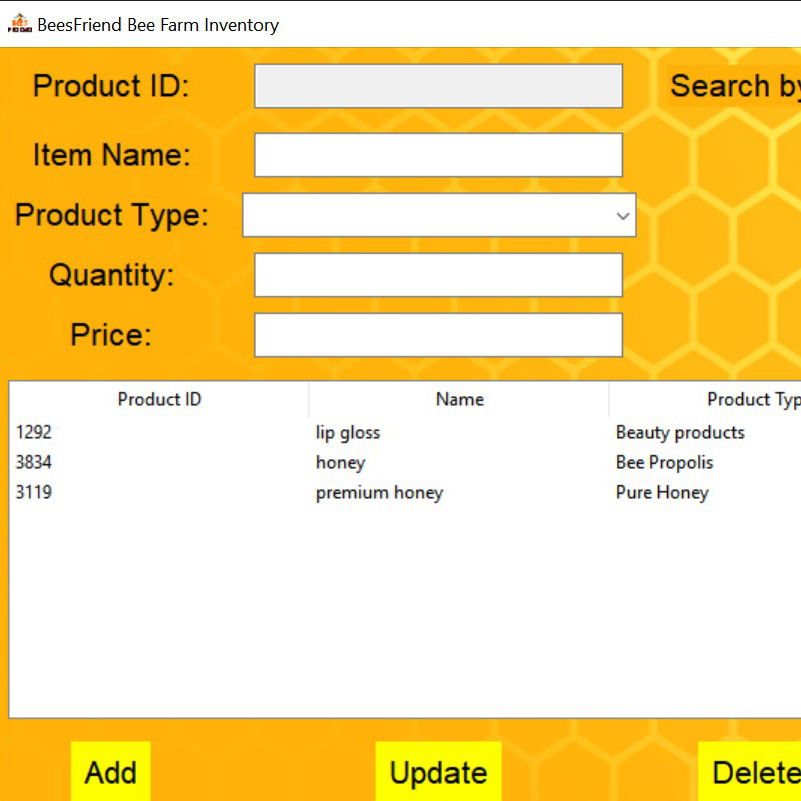 BeesFriend Bee Farm Inventory
Product ID: Search by
Item Name:
Product Type:
Quantity:
Price:
Product ID Name Product Typ
1292 lip gloss Beauty products
3834 honey Bee Propolis
3119 premium honey Pure Honey
Add Update Delete